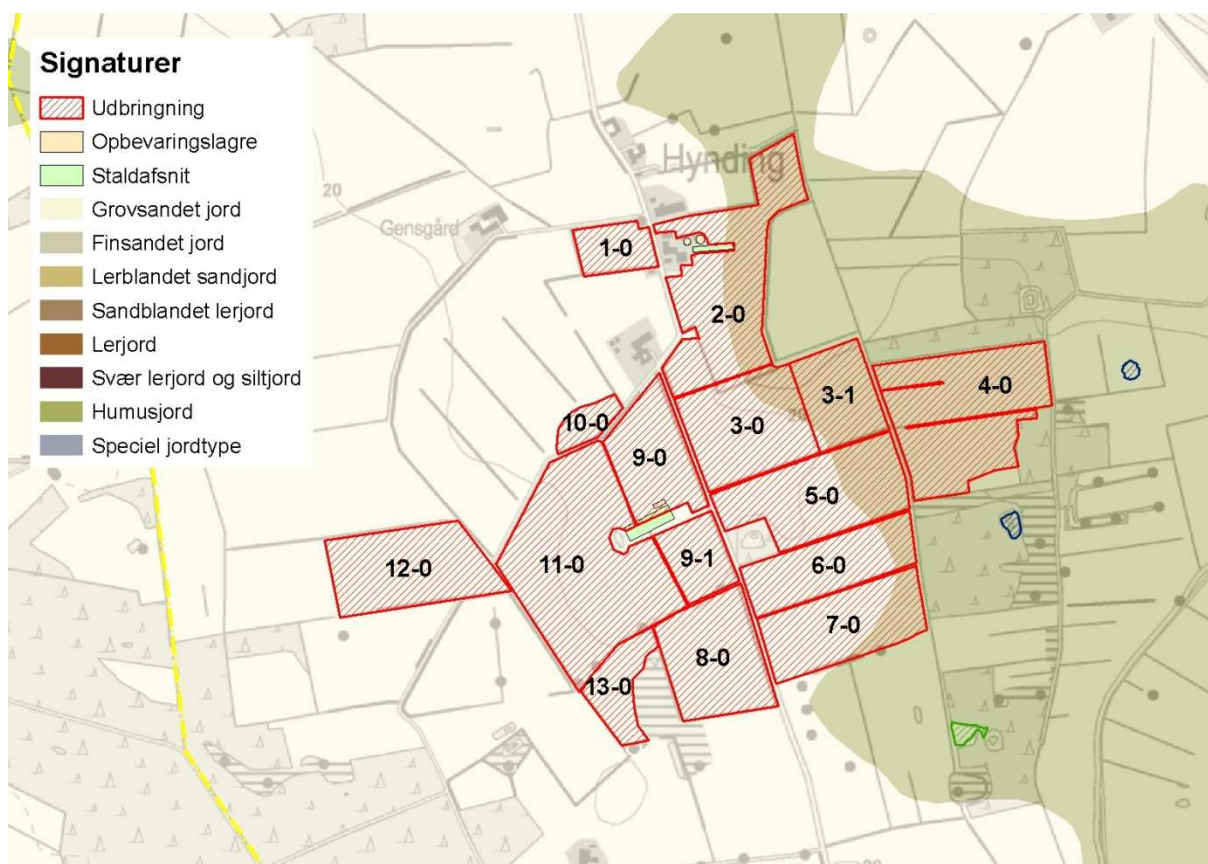 Signaturer
Udbringning
Opbevaringslagre
Staldafsnit
Grovsandet jord
Finsandet jord
Lerblandet sandjord
Sandblandet lerjord
Lerjord
Svær lerjord og siltjord
Humusjord
Speciel jordtype
Hynding
20
Gensgård
1-0
2-0
3-1
4-0
10-0
3-0
20
9-0
5-0
12-0
11-0
9-1
6-0
7-0
8-0
13-0
20